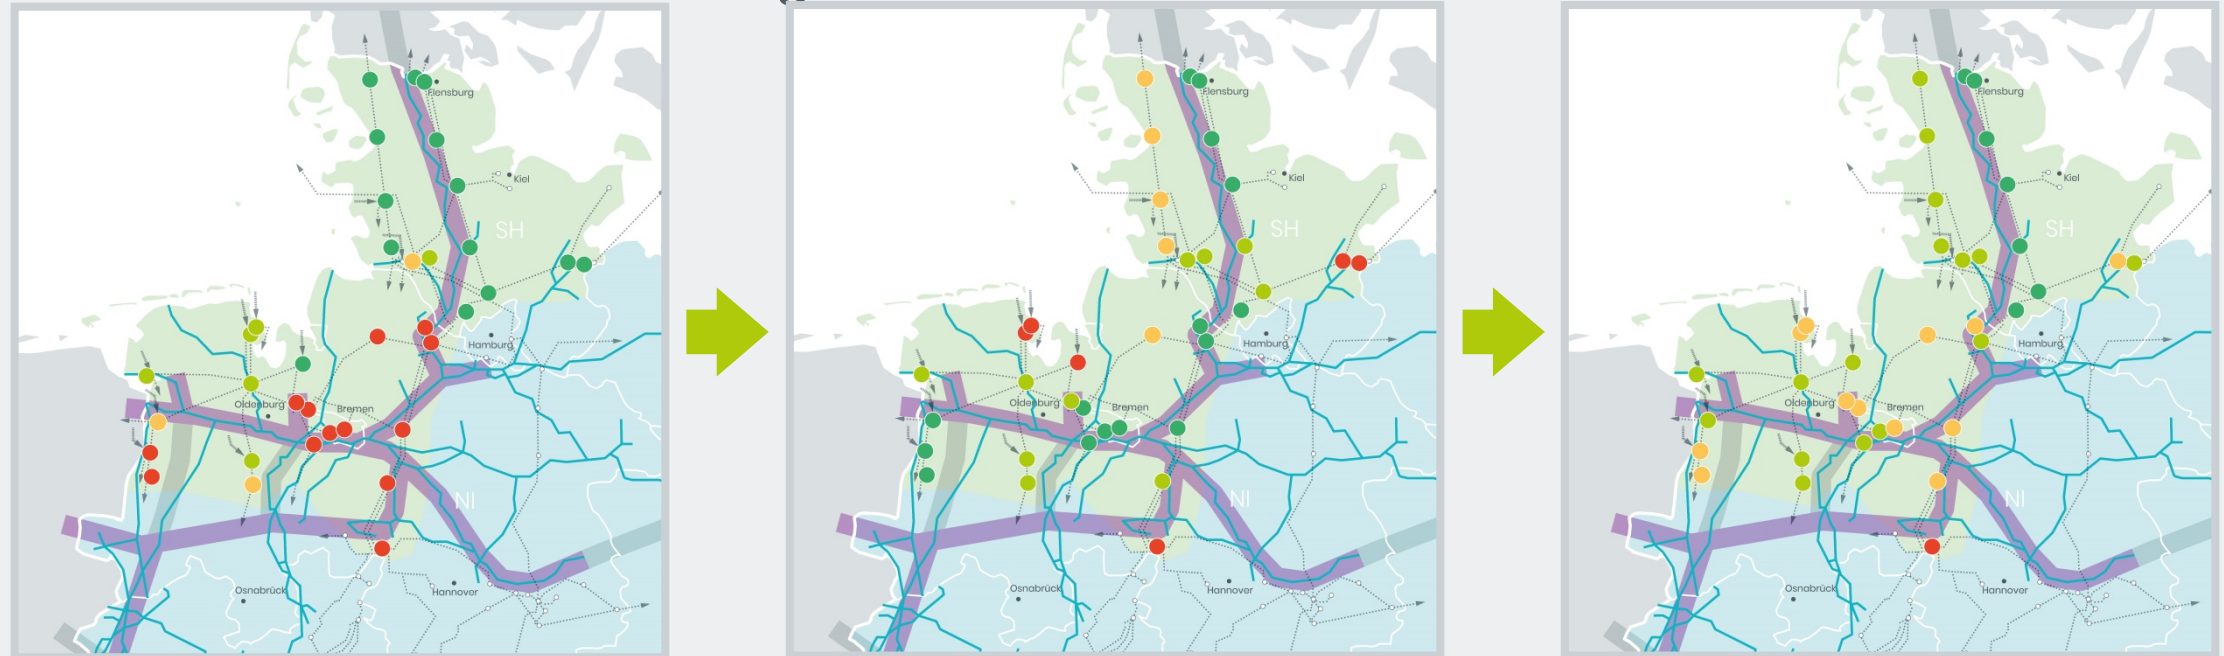 Flensburg
Kiel
SH
Hamburg
Oldenburg
Bremen
NI
Osnabrück
Hannover
Flensburg
Kiel
SH
Hamburg
Oldenburg
Bremen
NI
Osnabrück
Hannover
Flensburg
Kiel
SH
Hamburg
Oldenburg
Bremen
NI
Osnabrück
Hannover